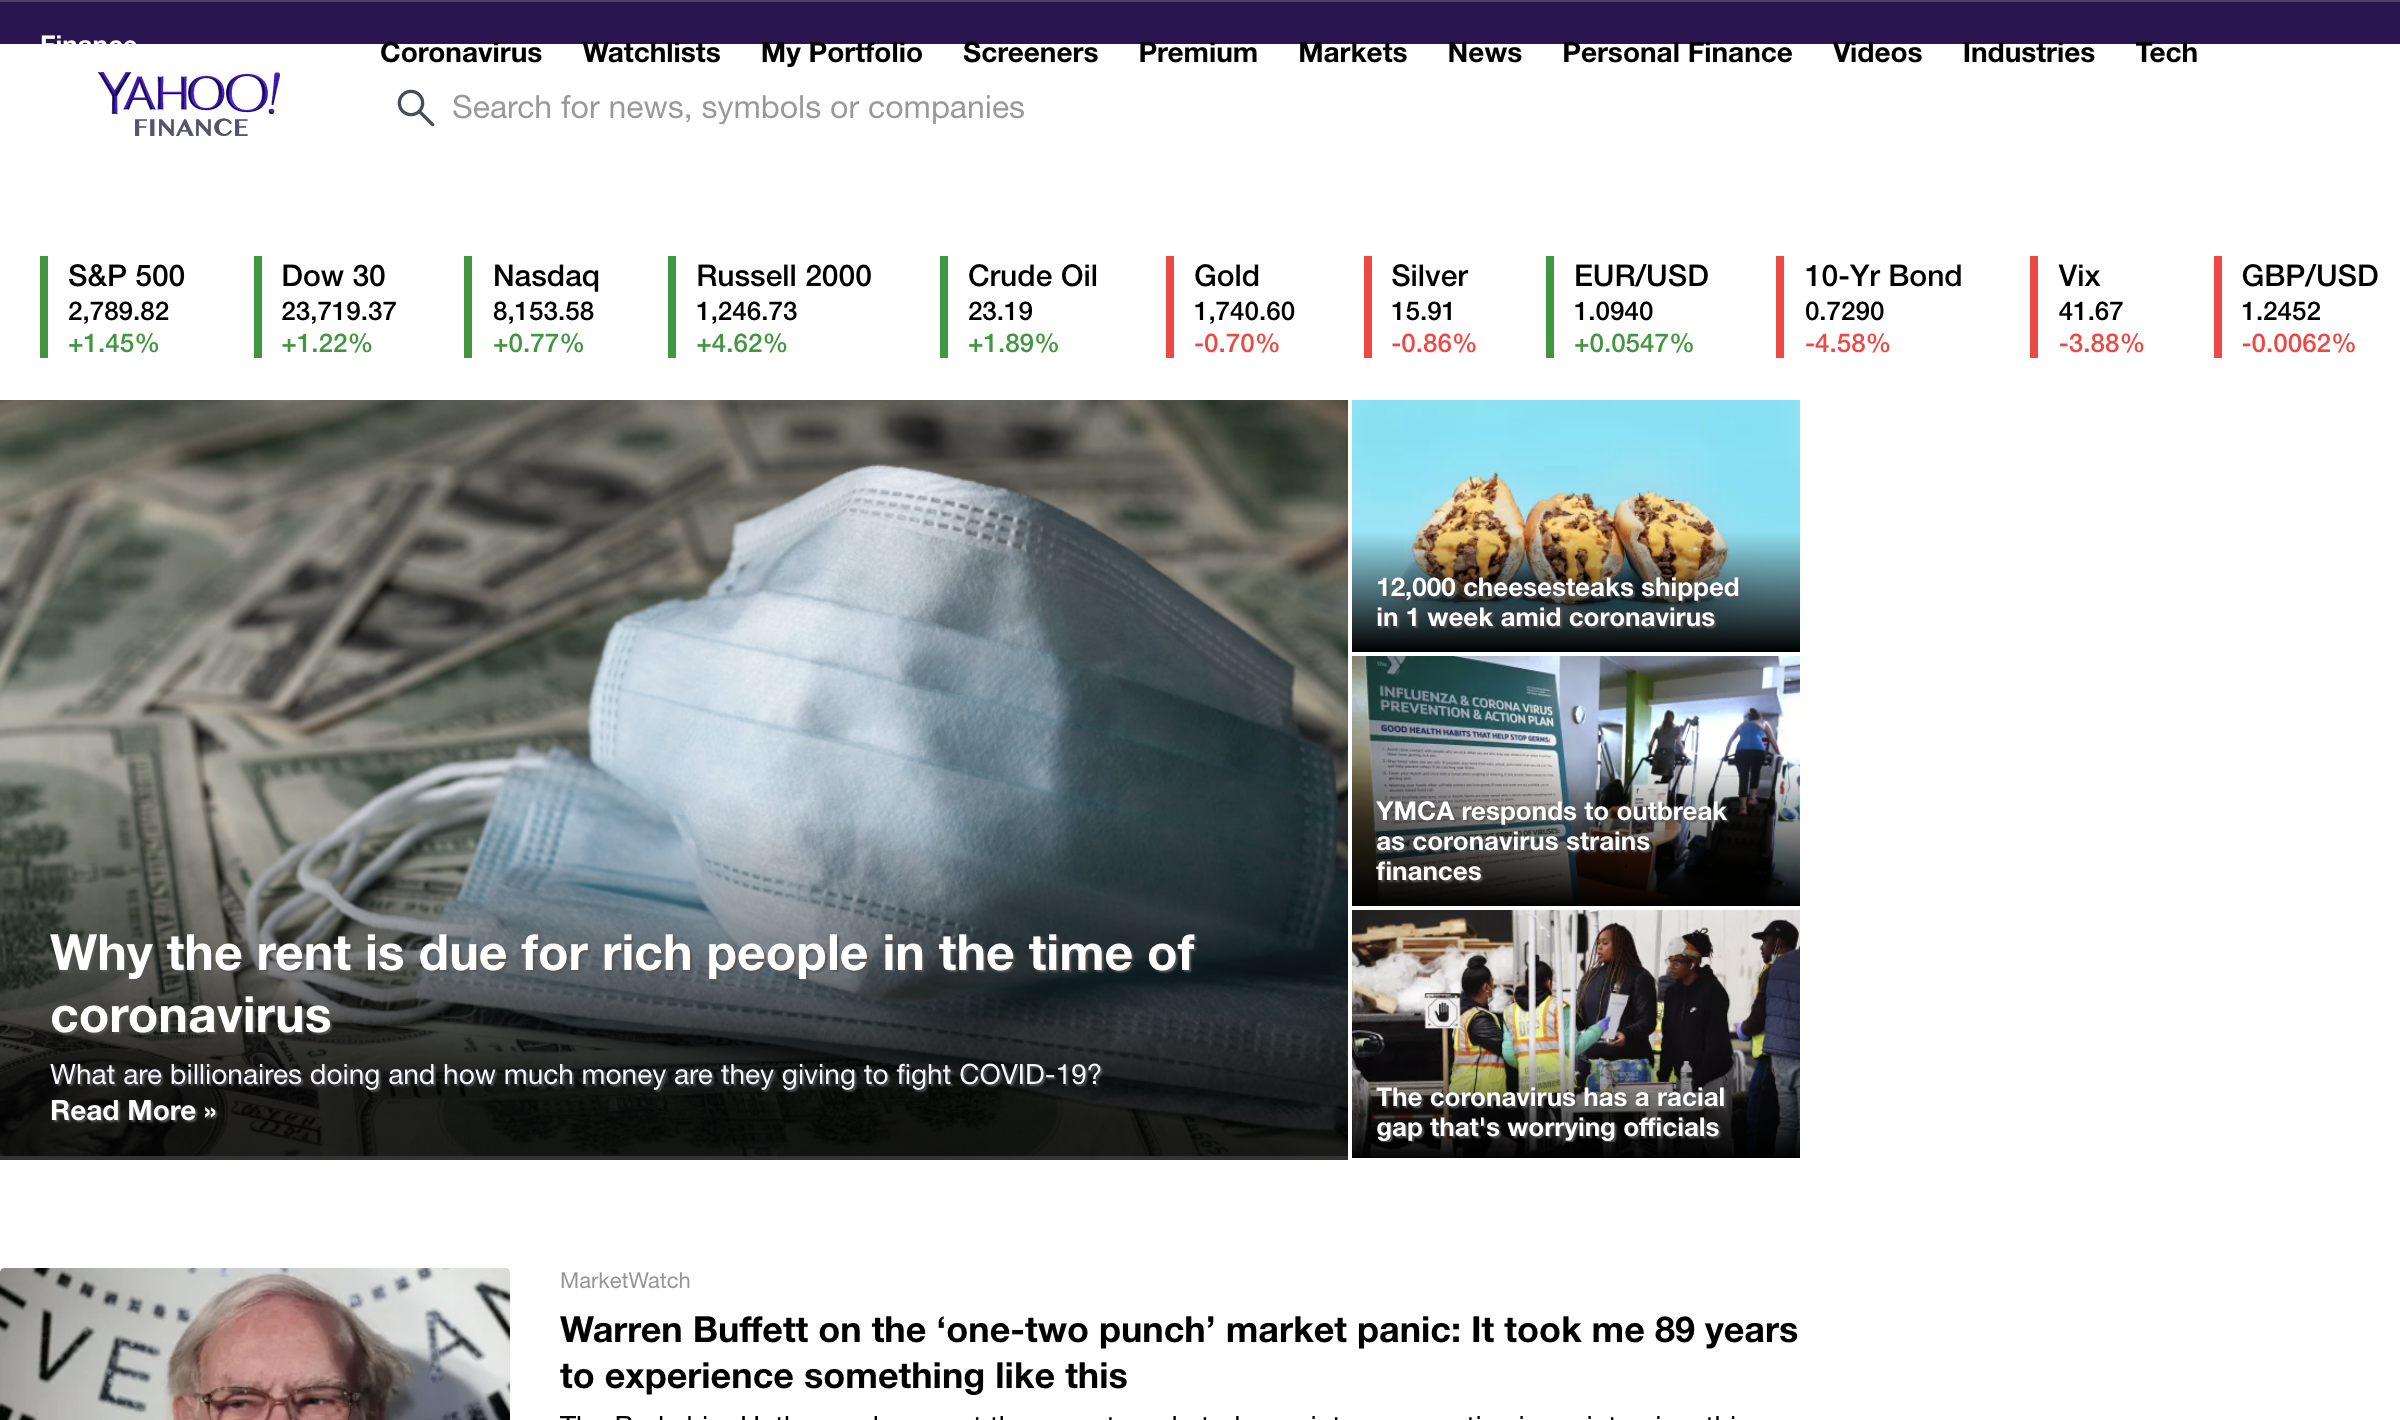 Finance
Coronavirus Watchlists My Portfolio Screeners Premium Markets News Personal Finance Videos Industries Tech
YAHOO!
FINANCE
Search for news, symbols or companies
S&P 500 Dow 30 Nasdaq Russell 2000 Crude Oil Gold Silver EUR/USD 10-Yr Bond Vix GBP/USD
2,789.82 23,719.37 8,153.58 1,246.73 23.19 1,740.60 15.91 1.0940 0.7290 41.67 1.2452
+1.45% +1.22% +0.77% +4.62% +1.89% -0.70% -0.86% +0.0547% -4.58% -3.88% -0.0062%
Why the rent is due for rich people in the time of
coronavirus
What are billionaires doing and how much money are they giving to fight COVID-19?
Read More »
12,000 cheesesteaks shipped
in 1 week amid coronavirus
the Y
INFLUENZA & CORONA VIRUS
PREVENTION & ACTION PLAN
GOOD HEALTH HABITS THAT HELP STOP GERMS:
YMCA responds to outbreak
as coronavirus strains
finances
The coronavirus has a racial
gap that's worrying officials
MarketWatch
Warren Buffett on the ‘one-two punch’ market panic: It took me 89 years
to experience something like this